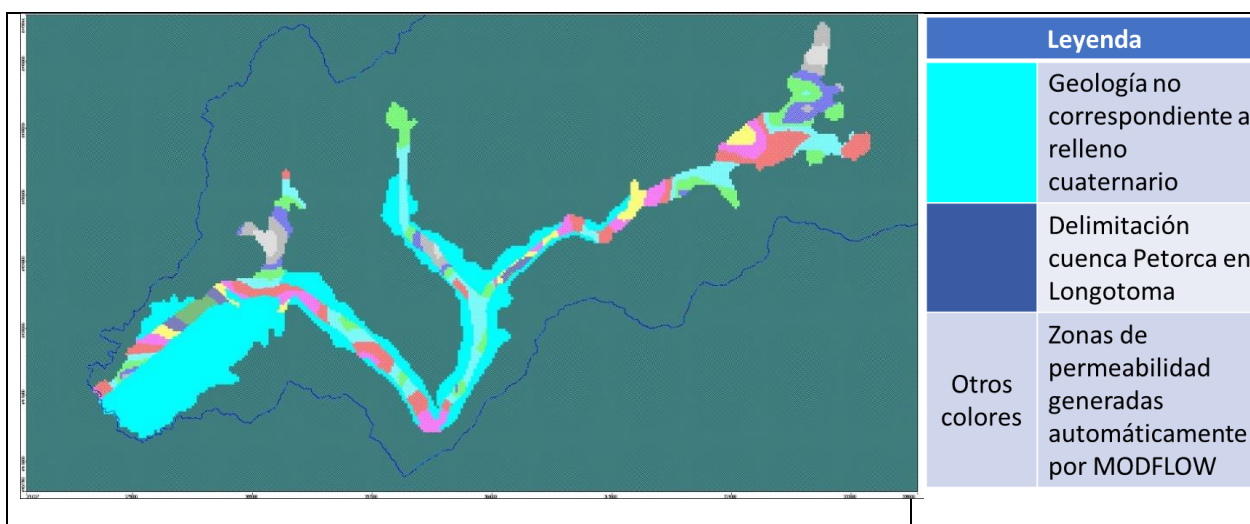 Leyenda
Geología no
correspondiente a
relleno
cuaternario
Delimitación
cuenca Petorca en
Longotoma
Otros
colores
Zonas de
permeabilidad
generadas
automáticamente
por MODFLOW